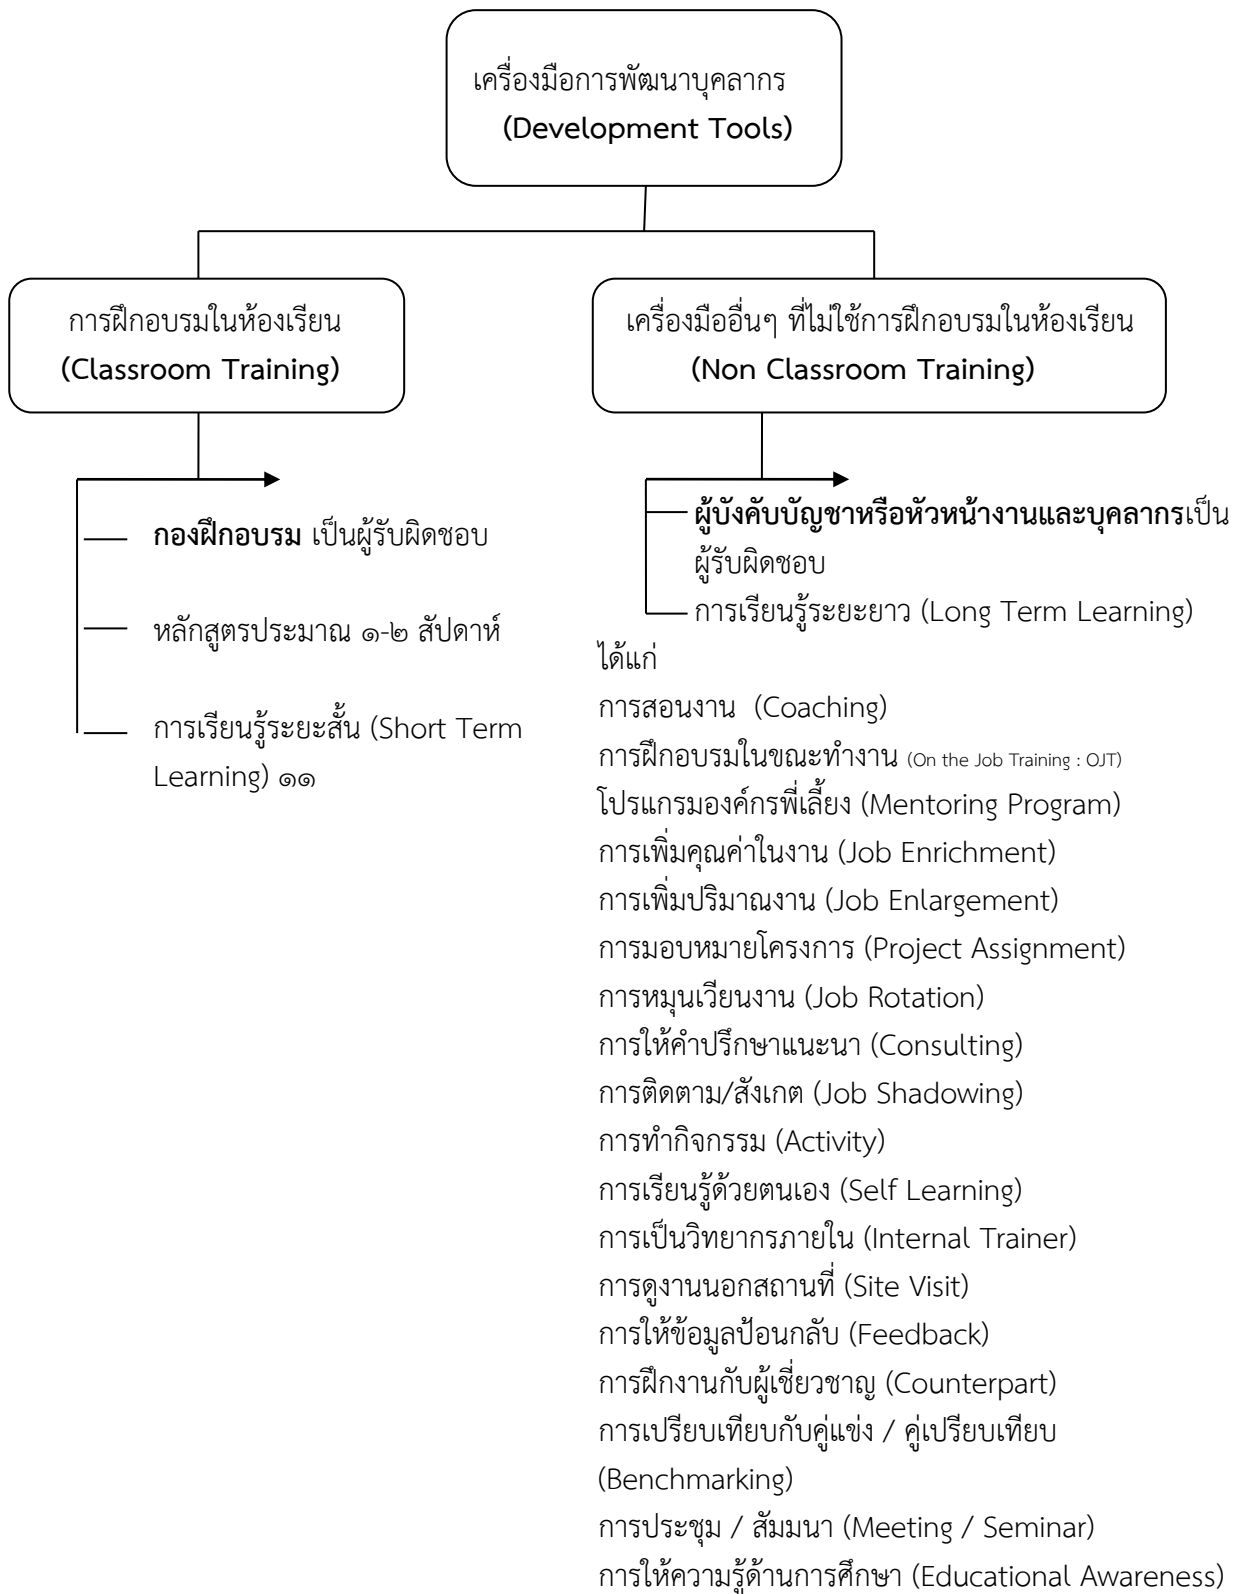 เครื่องมือการพัฒนาบุคลากร
(Development Tools)
การฝึกอบรมในห้องเรียน
(Classroom Training)
เครื่องมืออื่นๆ ที่ไม่ใช้การฝึกอบรมในห้องเรียน
(Non Classroom Training)
กองฝึกอบรม เป็นผู้รับผิดชอบ
หลักสูตรประมาณ ๑-๒ สัปดาห์
การเรียนรู้ระยะสั้น (Short Term
Learning) ๑๑
ผู้บังคับบัญชาหรือหัวหน้างานและบุคลากรเป็น
ผู้รับผิดชอบ
การเรียนรู้ระยะยาว (Long Term Learning)
ได้แก่
การสอนงาน (Coaching)
การฝึกอบรมในขณะทำงาน (On the Job Training : OJT)
โปรแกรมองค์กรพี่เลี้ยง (Mentoring Program)
การเพิ่มคุณค่าในงาน (Job Enrichment)
การเพิ่มปริมาณงาน (Job Enlargement)
การมอบหมายโครงการ (Project Assignment)
การหมุนเวียนงาน (Job Rotation)
การให้คำปรึกษาแนะนำ (Consulting)
การติดตาม/สังเกต (Job Shadowing)
การทำกิจกรรม (Activity)
การเรียนรู้ด้วยตนเอง (Self Learning)
การเป็นวิทยากรภายใน (Internal Trainer)
การดูงานนอกสถานที่ (Site Visit)
การให้ข้อมูลป้อนกลับ (Feedback)
การฝึกงานกับผู้เชี่ยวชาญ (Counterpart)
การเปรียบเทียบกับคู่แข่ง / คู่เปรียบเทียบ
(Benchmarking)
การประชุม / สัมมนา (Meeting / Seminar)
การให้ความรู้ด้านการศึกษา (Educational Awareness)